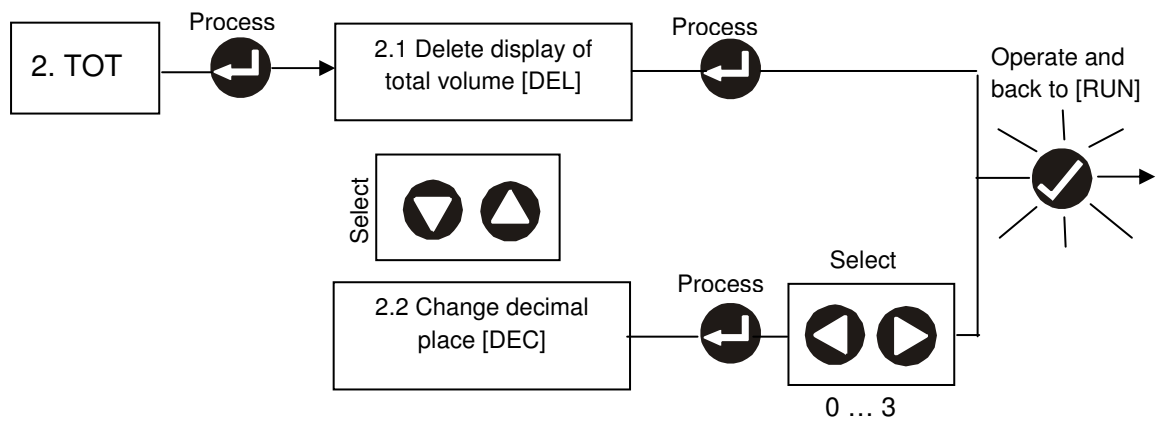 Process
2. TOT
2.1 Delete display of
total volume [DEL]
Process
Operate and
back to [RUN]
Select
2.2 Change decimal
place [DEC]
Process
Select
0 … 3